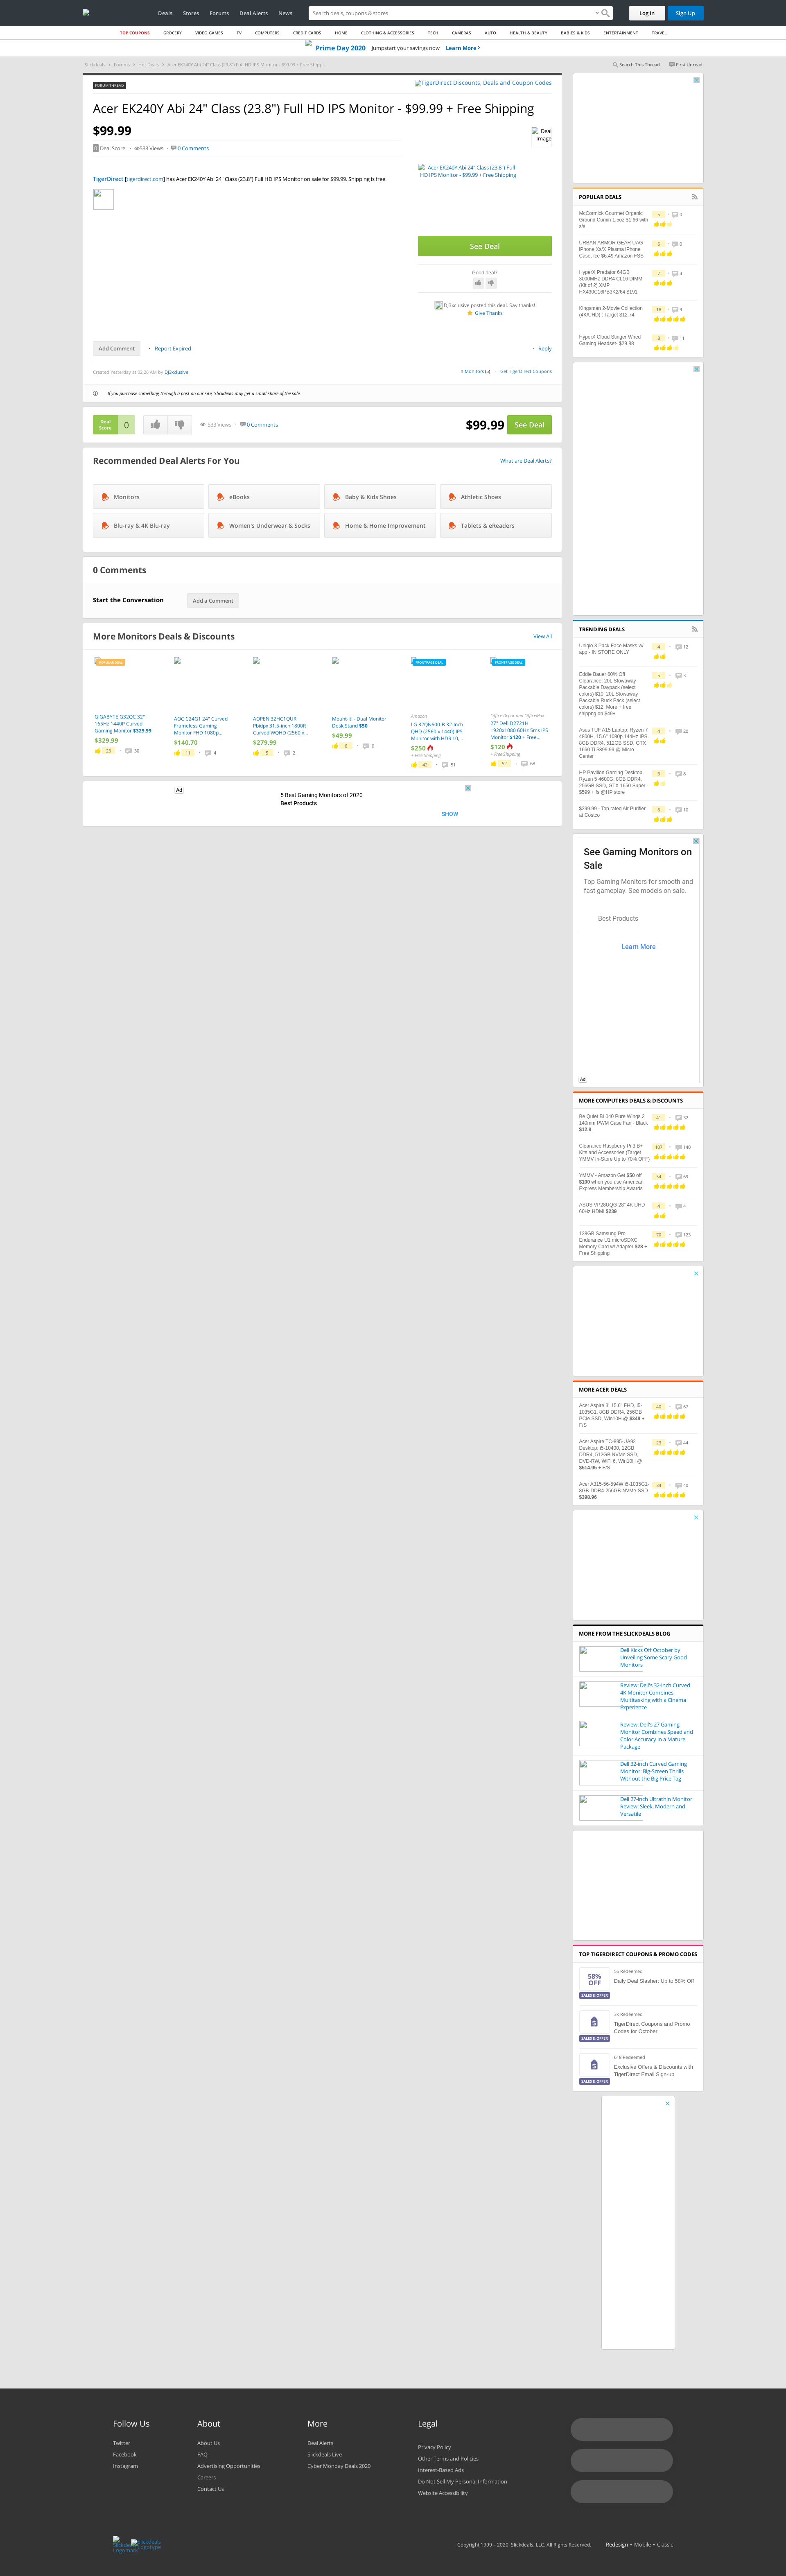 Deals
Stores
Forums
Deal Alerts
News
Search deals, coupons & stores
Log In
Sign Up
TOP COUPONS
GROCERY
VIDEO GAMES
TV
COMPUTERS
CREDIT CARDS
HOME
CLOTHING & ACCESSORIES
TECH
CAMERAS
AUTO
HEALTH & BEAUTY
BABIES & KIDS
ENTERTAINMENT
TRAVEL
Prime Day 2020 Jumpstart your savings now Learn More
Slickdeals > Forums > Hot Deals > Acer EK240Y Abi 24" Class (23.8") Full HD IPS Monitor - $99.99 + Free Shippi...
Search This Thread
First Unread
FORUM THREAD
TigerDirect Discounts, Deals and Coupon Codes
Acer EK240Y Abi 24" Class (23.8") Full HD IPS Monitor - $99.99 + Free Shipping
$99.99
Deal Image
0 Deal Score
533 Views
0 Comments
TigerDirect [tigerdirect.com] has Acer EK240Y Abi 24" Class (23.8") Full HD IPS Monitor on sale for $99.99. Shipping is free.
Acer EK240Y Abi 24" Class (23.8") Full HD IPS Monitor - $99.99 + Free Shipping
See Deal
Good deal?
DJ3xclusive posted this deal. Say thanks!
Give Thanks
Add Comment
Report Expired
Reply
Created Yesterday at 03:26 AM by DJ3xclusive
in Monitors (5)
Get TigerDirect Coupons
If you purchase something through a post on our site, Slickdeals may get a small share of the sale.
Deal Score
0
533 Views
0 Comments
$99.99
See Deal
Recommended Deal Alerts For You
What are Deal Alerts?
Monitors
eBooks
Baby & Kids Shoes
Athletic Shoes
Blu-ray & 4K Blu-ray
Women's Underwear & Socks
Home & Home Improvement
Tablets & eReaders
0 Comments
Start the Conversation
Add a Comment
More Monitors Deals & Discounts
View All
POPULAR DEAL
GIGABYTE G32QC 32" 165Hz 1440P Curved Gaming Monitor $329.99
$329.99
23
36
AOC C24G1 24" Curved Frameless Gaming Monitor FHD 1080p...
$140.70
11
4
AOPEN 32HC1QUR Pbidpx 31.5-inch 1800R Curved WQHD (2560 x...
$279.99
5
2
Mount-It! - Dual Monitor Desk Stand $50
$49.99
6
0
FRONTPAGE DEAL
Amazon
LG 32QN600-B 32-Inch QHD (2560 x 1440) IPS Monitor with HDR 10,...
$250
+ Free Shipping
42
51
FRONTPAGE DEAL
Office Depot and OfficeMax
27" Dell D2721H 1920x1080 60Hz 5ms IPS Monitor $120 + Free...
$120
+ Free Shipping
52
68
Ad
5 Best Gaming Monitors of 2020
Best Products
SHOW
POPULAR DEALS
McCormick Gourmet Organic Ground Cumin 1.5oz $1.66 with s/s
5
0
URBAN ARMOR GEAR UAG iPhone Xs/X Plasma iPhone Case, Ice $6.49 Amazon FSS
6
0
HyperX Predator 64GB 3000MHz DDR4 CL16 DIMM (Kit of 2) XMP HX430C16PB3K2/64 $191
7
4
Kingsman 2-Movie Collection (4K/UHD) : Target $12.74
18
9
HyperX Cloud Stinger Wired Gaming Headset- $29.88
6
11
TRENDING DEALS
Uniqlo 3 Pack Face Masks w/ app - IN STORE ONLY
4
12
Eddie Bauer 60% Off Clearance: 20L Stowaway Packable Daypack (select colors) $10, 20L Stowaway Packable Ruck Pack (select colors) $12, More + free shipping on $49+
5
3
Asus TUF A15 Laptop: Ryzen 7 4800H, 15.6" 1080p 144Hz IPS, 8GB DDR4, 512GB SSD, GTX 1660 Ti $899.99 @ Micro Center
4
20
HP Pavilion Gaming Desktop, Ryzen 5 4600G, 8GB DDR4, 256GB SSD, GTX 1650 Super - $599 + fs @HP store
3
8
$299.99 - Top rated Air Purifier at Costco
6
10
See Gaming Monitors on Sale
Top Gaming Monitors for smooth and fast gameplay. See models on sale.
Best Products
Learn More
Ad
MORE COMPUTERS DEALS & DISCOUNTS
Be Quiet BL040 Pure Wings 2 140mm PWM Case Fan - Black $12.9
41
32
Clearance Raspberry Pi 3 B+ Kits and Accessories (Target YMMV In-Store Up to 70% OFF)
107
140
YMMV - Amazon Get $50 off $100 when you use American Express Membership Awards
54
69
ASUS VP28UQG 28" 4K UHD 60Hz HDMI $238
4
4
128GB Samsung Pro Endurance U1 microSDXC Memory Card w/ Adapter $28 + Free Shipping
76
123
MORE ACER DEALS
Acer Aspire 3: 15.6" FHD, i5-1035G1, 8GB DDR4, 256GB PCIe SSD, Win10H @ $349 + F/S
40
67
Acer Aspire TC-895-UA92 Desktop: i5-10400, 12GB DDR4, 512GB NVMe SSD, DVD-RW, WiFi 6, Win10H @ $514.95 + F/S
23
44
Acer A315-56-594W i5-1035G1-8GB-DDR4-256GB-NVMe-SSD $398.96
34
40
MORE FROM THE SLICKDEALS BLOG
Dell Kicks Off October by Unveiling Some Scary Good Monitors
Review: Dell's 32-inch Curved 4K Monitor Combines Multitasking with a Cinema Experience
Review: Dell's 27 Gaming Monitor Combines Speed and Color Accuracy in a Mature Package
Dell 32-inch Curved Gaming Monitor: Big-Screen Thrills Without the Big Price Tag
Dell 27-inch Ultrathin Monitor Review: Sleek, Modern and Versatile
TOP TIGERDIRECT COUPONS & PROMO CODES
58% OFF
SALES & OFFER
56 Redeemed
Daily Deal Slasher: Up to 58% Off
SALES & OFFER
3k Redeemed
TigerDirect Coupons and Promo Codes for October
SALES & OFFER
618 Redeemed
Exclusive Offers & Discounts with TigerDirect Email Sign-up
Follow Us
Twitter
Facebook
Instagram
About
About Us
FAQ
Advertising Opportunities
Careers
Contact Us
More
Deal Alerts
Slickdeals Live
Cyber Monday Deals 2020
Legal
Privacy Policy
Other Terms and Policies
Interest-Based Ads
Do Not Sell My Personal Information
Website Accessibility
Slickdeals Logomark
Slickdeals Logotype
Copyright 1999 – 2020. Slickdeals, LLC. All Rights Reserved.
Redesign • Mobile • Classic